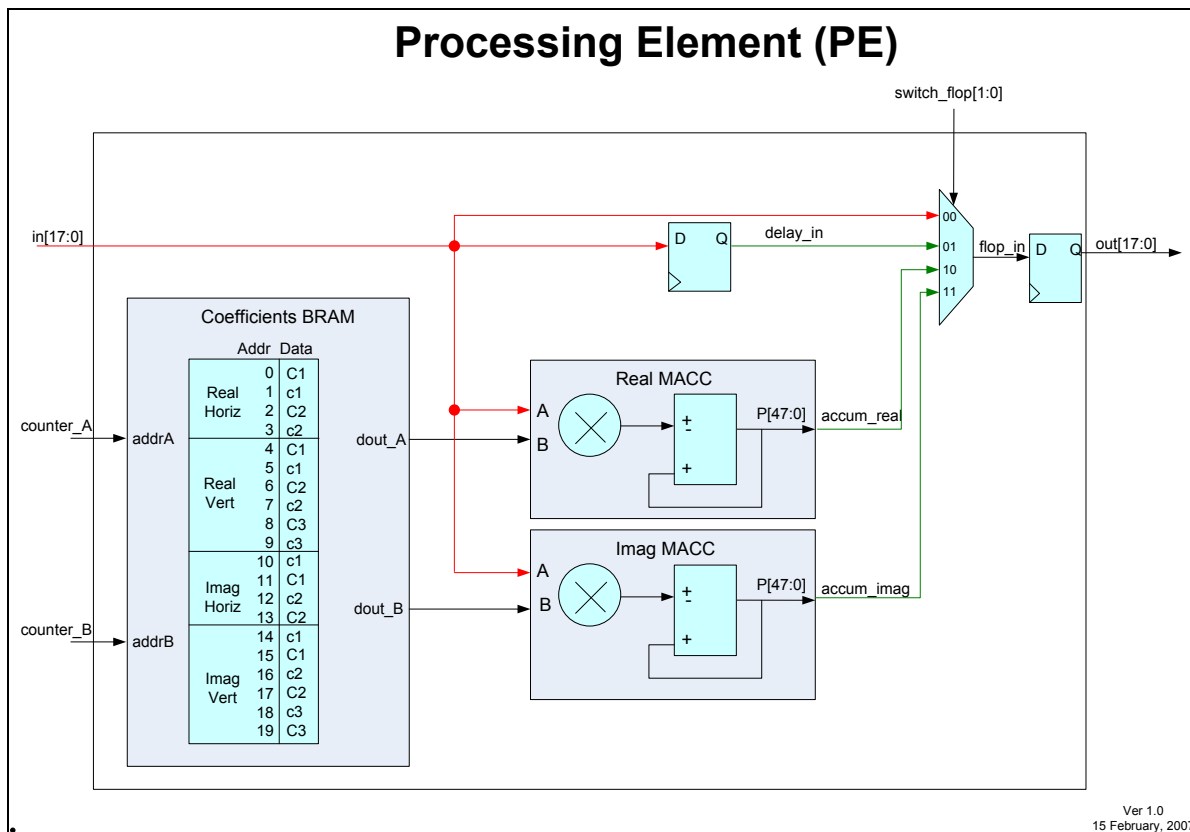 Processing Element (PE)
switch_flop[1:0]
in[17:0]
00
01
10
11
D Q
delay_in
flop_in
D Q
out[17:0]
Coefficients BRAM
Addr Data
Real
Horiz
0 C1
1 c1
2 C2
3 c2
Real
Vert
4 C1
5 c1
6 C2
7 c2
8 C3
9 c3
Imag
Horiz
10 c1
11 C1
12 c2
13 C2
Imag
Vert
14 c1
15 C1
16 c2
17 C2
18 c3
19 C3
counter_A
addrA
dout_A
counter_B
addrB
dout_B
Real MACC
A
B
+
-
+
P[47:0]
accum_real
Imag MACC
A
B
+
-
+
P[47:0]
accum_imag
Ver 1.0
15 February, 2007